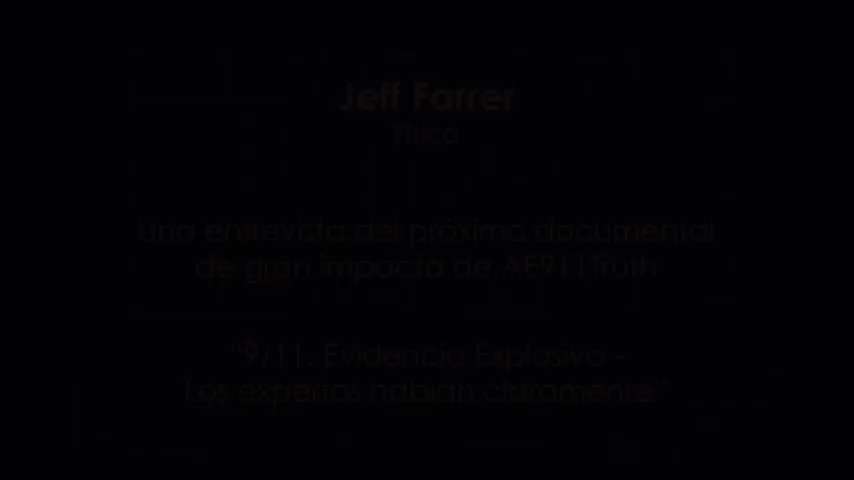 Jeff Farrer
Física
una entrevista del próximo documental
de gran impacto de AE911Truth
"9/11: Evidencia Explosiva -
Los expertos hablan claramente"